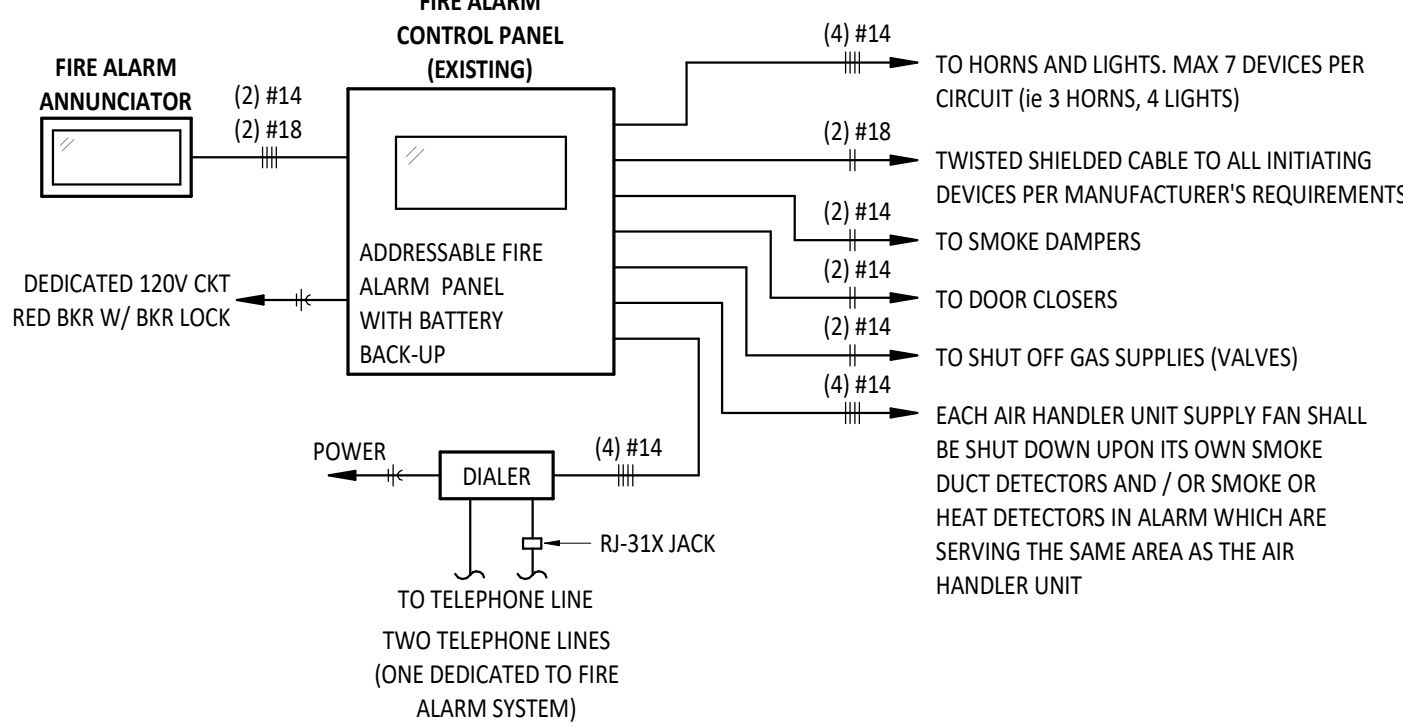 FIRE ALARM
CONTROL PANEL
(EXISTING)
FIRE ALARM
ANNUNCIATOR
(2) #14
(2) #18
ADDRESSABLE FIRE
ALARM PANEL
WITH BATTERY
BACK-UP
DEDICATED 120V CKT
RED BKR W/ BKR LOCK
(4) #14
TO HORNS AND LIGHTS. MAX 7 DEVICES PER
CIRCUIT (ie 3 HORNS, 4 LIGHTS)
(2) #18
TWISTED SHIELDED CABLE TO ALL INITIATING
DEVICES PER MANUFACTURER'S REQUIREMENTS
(2) #14
TO SMOKE DAMPERS
(2) #14
TO DOOR CLOSERS
(2) #14
TO SHUT OFF GAS SUPPLIES (VALVES)
(4) #14
EACH AIR HANDLER UNIT SUPPLY FAN SHALL
BE SHUT DOWN UPON ITS OWN SMOKE
DUCT DETECTORS AND / OR SMOKE OR
HEAT DETECTORS IN ALARM WHICH ARE
SERVING THE SAME AREA AS THE AIR
HANDLER UNIT
POWER
DIALER
(4) #14
RJ-31X JACK
TO TELEPHONE LINE
TWO TELEPHONE LINES
(ONE DEDICATED TO FIRE
ALARM SYSTEM)